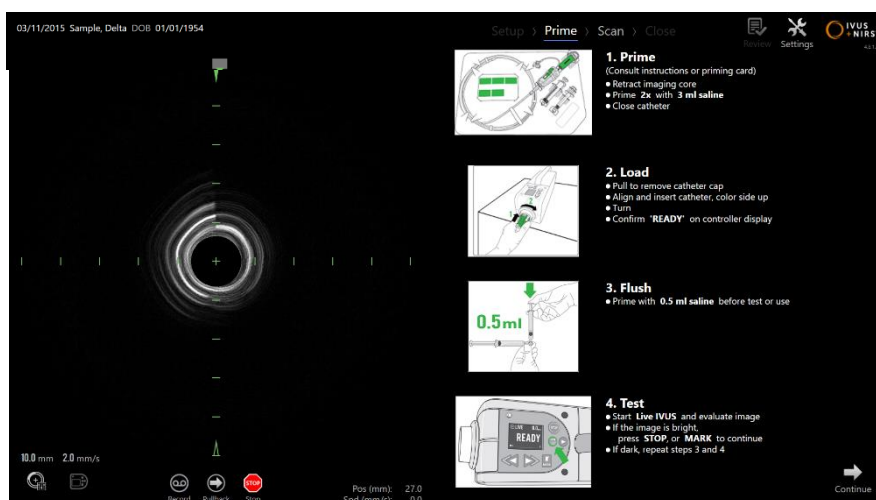 03/11/2015 Sample, Delta DOB 01/01/1954
Setup > Prime > Scan > Close
Review
Settings
IVUS
+NIRS
1. Prime
(Consult instructions or priming card)
• Retract imaging core
• Prime 2x with 3 ml saline
• Close catheter
2. Load
• Pull to remove catheter cap
• Align and insert catheter, color side up
• Turn
• Confirm "READY" on controller display
3. Flush
• Prime with 0.5 ml saline before test or use
0.5ml
4. Test
• Start Live IVUS and evaluate image
• If the image is bright,
press STOP, or MARK to continue
• If dark, repeat steps 3 and 4
LIVE
READY
10.0 mm 2.0 mm/s
Record
Pullback
STOP
Stop
Pos (mm): 27.0
Spd (mm/s): 0.0
Continue